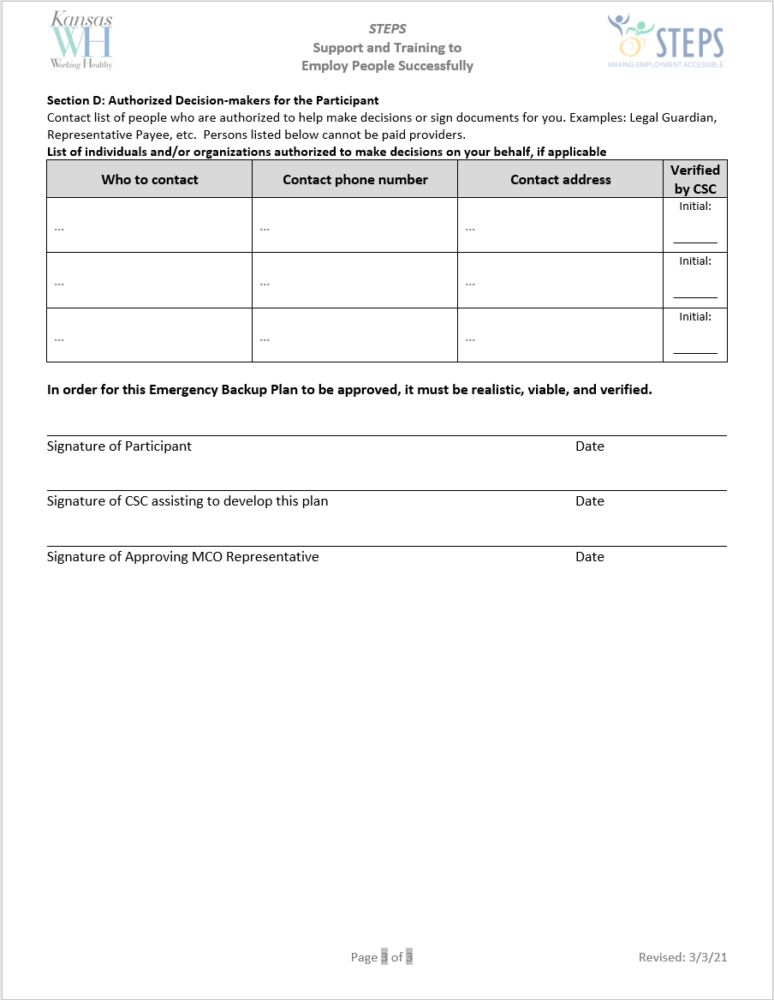 Kansas
WH
Working Healthy
STEPS
Support and Training to
Employ People Successfully
STEPS
MAKING EMPLOYMENT ACCESSIBLE
Section D: Authorized Decision-makers for the Participant
Contact list of people who are authorized to help make decisions or sign documents for you. Examples: Legal Guardian,
Representative Payee, etc.  Persons listed below cannot be paid providers.
List of individuals and/or organizations authorized to make decisions on your behalf, if applicable
Who to contact Contact phone number Contact address Verified
by CSC
... ... ... Initial:
______
... ... ... Initial:
______
... ... ... Initial:
______
In order for this Emergency Backup Plan to be approved, it must be realistic, viable, and verified.
Signature of Participant Date
Signature of CSC assisting to develop this plan Date
Signature of Approving MCO Representative Date
Page 3 of 3 Revised: 3/3/21